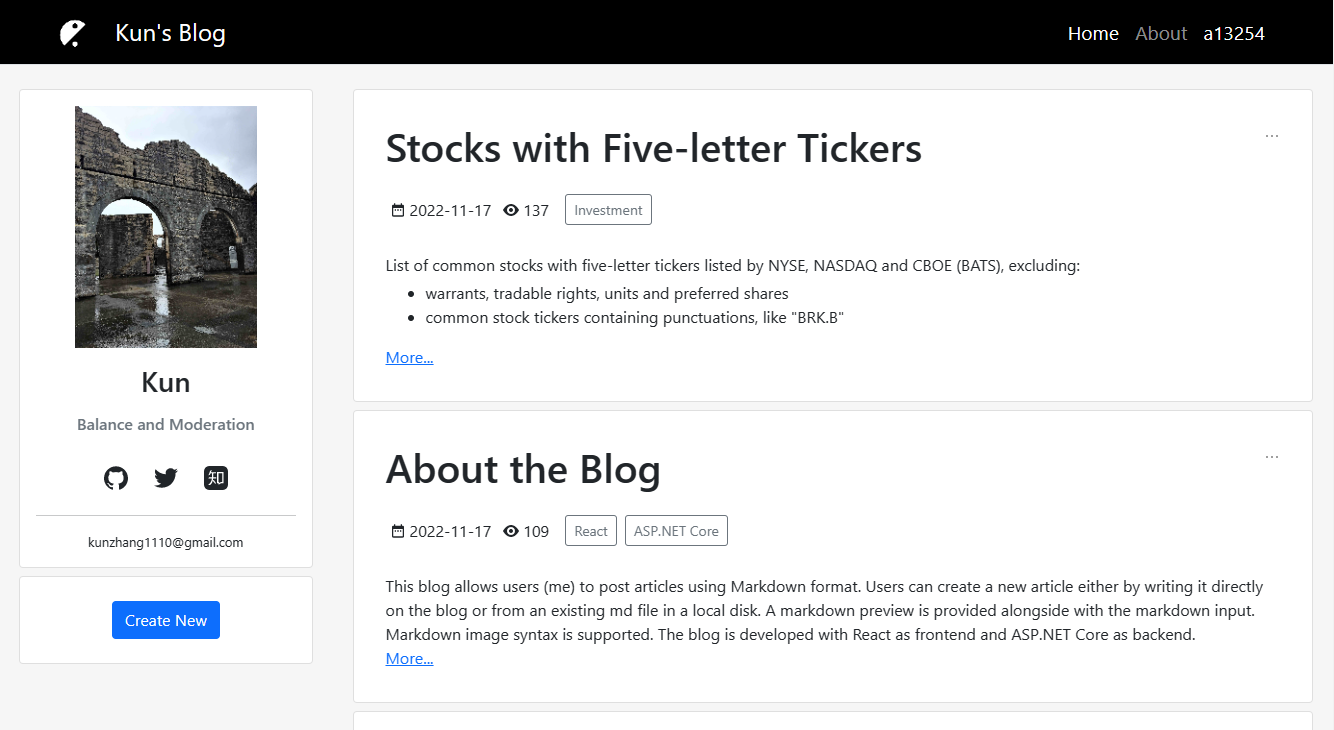 Kun's Blog
Home About a13254
Kun
Balance and Moderation
知
kunzhang1110@gmail.com
Create New
Stocks with Five-letter Tickers
...
2022-11-17 137 Investment
List of common stocks with five-letter tickers listed by NYSE, NASDAQ and CBOE (BATS), excluding:
• warrants, tradable rights, units and preferred shares
• common stock tickers containing punctuations, like "BRK.B"
More...
About the Blog
...
2022-11-17 109 React ASP.NET Core
This blog allows users (me) to post articles using Markdown format. Users can create a new article either by writing it directly
on the blog or from an existing md file in a local disk. A markdown preview is provided alongside with the markdown input.
Markdown image syntax is supported. The blog is developed with React as frontend and ASP.NET Core as backend.
More...